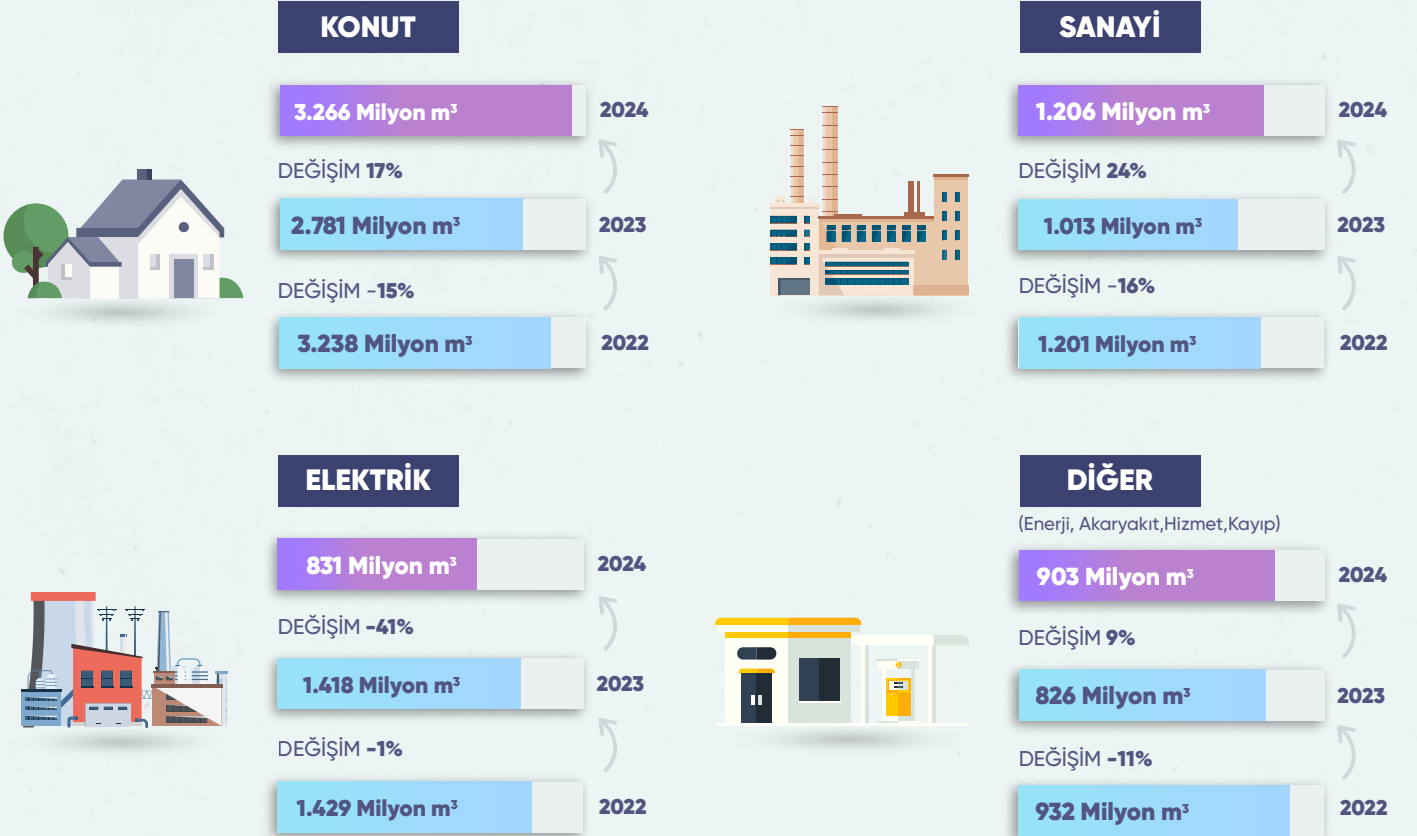 KONUT
3.266 Milyon m³
2024
DEĞİŞİM 17%
2.781 Milyon m³
2023
DEĞİŞİM -15%
3.238 Milyon m³
2022
SANAYİ
1.206 Milyon m³
2024
DEĞİŞİM 24%
1.013 Milyon m³
2023
DEĞİŞİM -16%
1.201 Milyon m³
2022
ELEKTRİK
831 Milyon m³
2024
DEĞİŞİM -41%
1.418 Milyon m³
2023
DEĞİŞİM -1%
1.429 Milyon m³
2022
DİĞER
(Enerji, Akaryakıt,Hizmet,Kayıp)
903 Milyon m³
2024
DEĞİŞİM 9%
826 Milyon m³
2023
DEĞİŞİM -11%
932 Milyon m³
2022